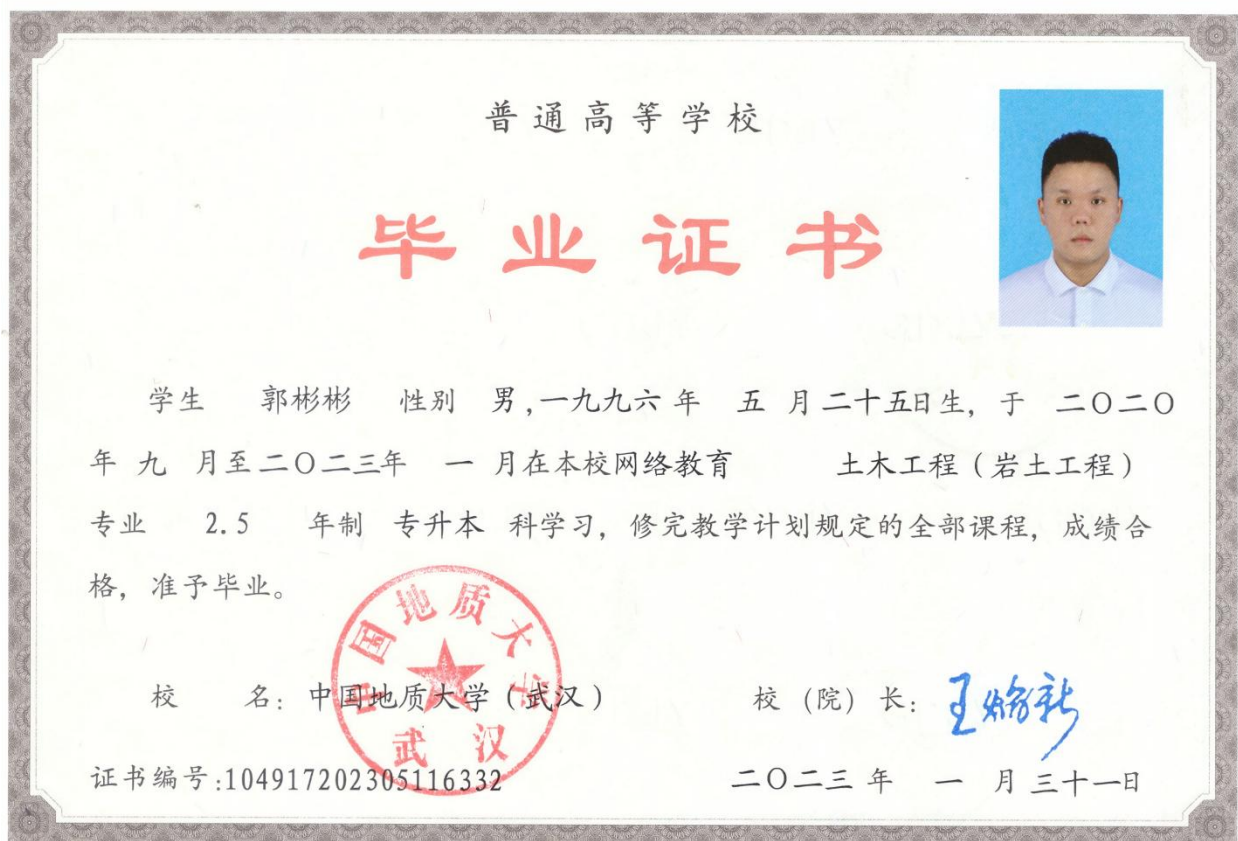 普通高等学校
毕业证书
学生 郭彬彬 性别 男,一九九六年 五 月二十五日生, 于 二〇二〇
年 九 月至二〇二三年 一 月在本校网络教育 土木工程(岩土工程)
专业 2.5 年制 专升本 科学习, 修完教学计划规定的全部课程, 成绩合
格, 准予毕业。
中国地质大学
武汉
校 名: 中国地质大学(武汉) 校(院)长: 王焰新
证书编号:104917202305116332 二〇二三年 一 月三十一日